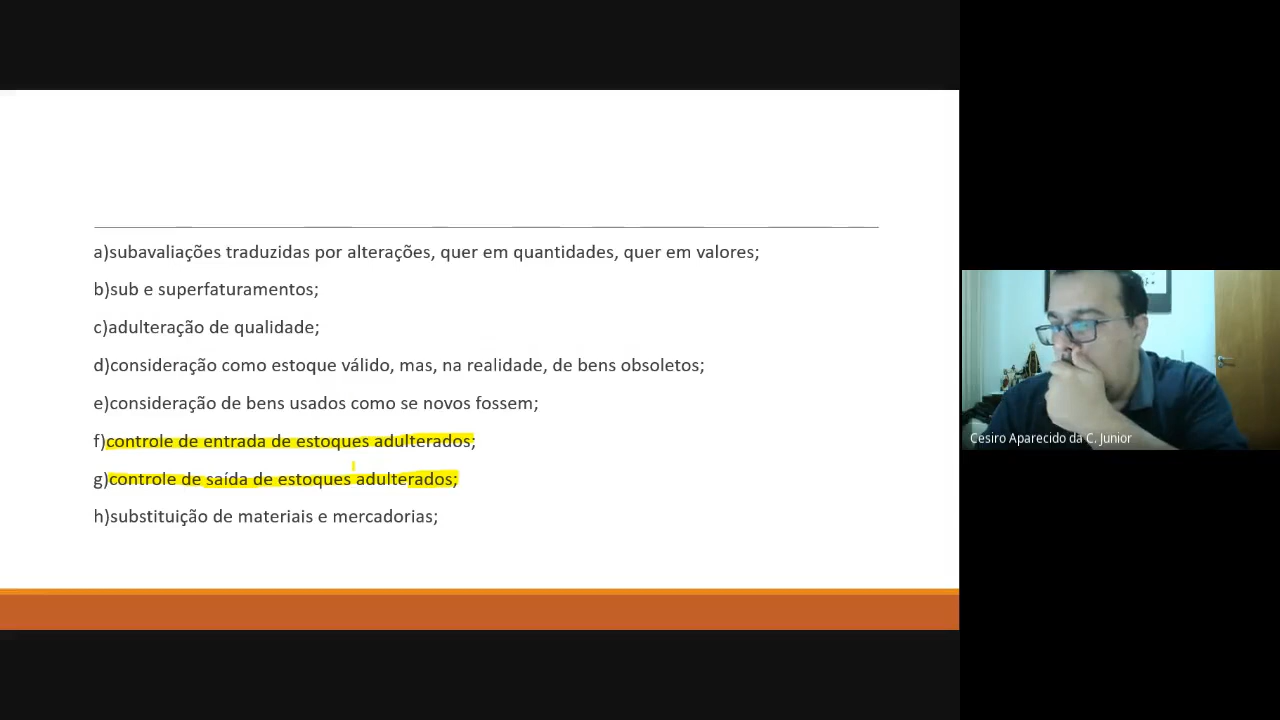 a)subavaliações traduzidas por alterações, quer em quantidades, quer em valores;
b)sub e superfaturamentos;
c)adulteração de qualidade;
d)consideração como estoque válido, mas, na realidade, de bens obsoletos;
e)consideração de bens usados como se novos fossem;
f)controle de entrada de estoques adulterados;
g)controle de saída de estoques adulterados;
h)substituição de materiais e mercadorias;
Cesiro Aparecido da C. Junior